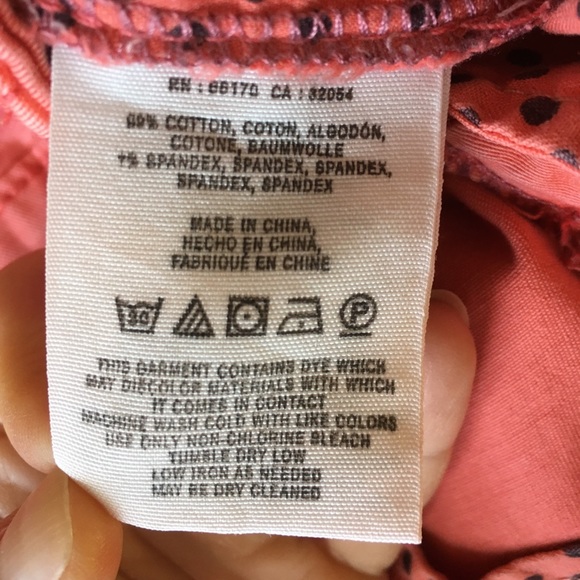 RN : 66170 CA : 32054
99% COTTON, COTON, ALGODÓN,
COTONE, BAUMWOLLE
1% SPANDEX, SPANDEX, SPANDEX,
SPANDEX, SPANDEX
MADE IN CHINA,
HECHO EN CHINA,
FABRIQUÉ EN CHINE
30 P
THIS GARMENT CONTAINS DYE WHICH
MAY DICOLOR MATERIALS WITH WHICH
IT COMES IN CONTACT
MACHINE WASH COLD WITH LIKE COLORS
USE ONLY NON-CHLORINE BLEACH
TUMBLE DRY LOW
LOW IRON AS NEEDED
MAY BE DRY CLEANED